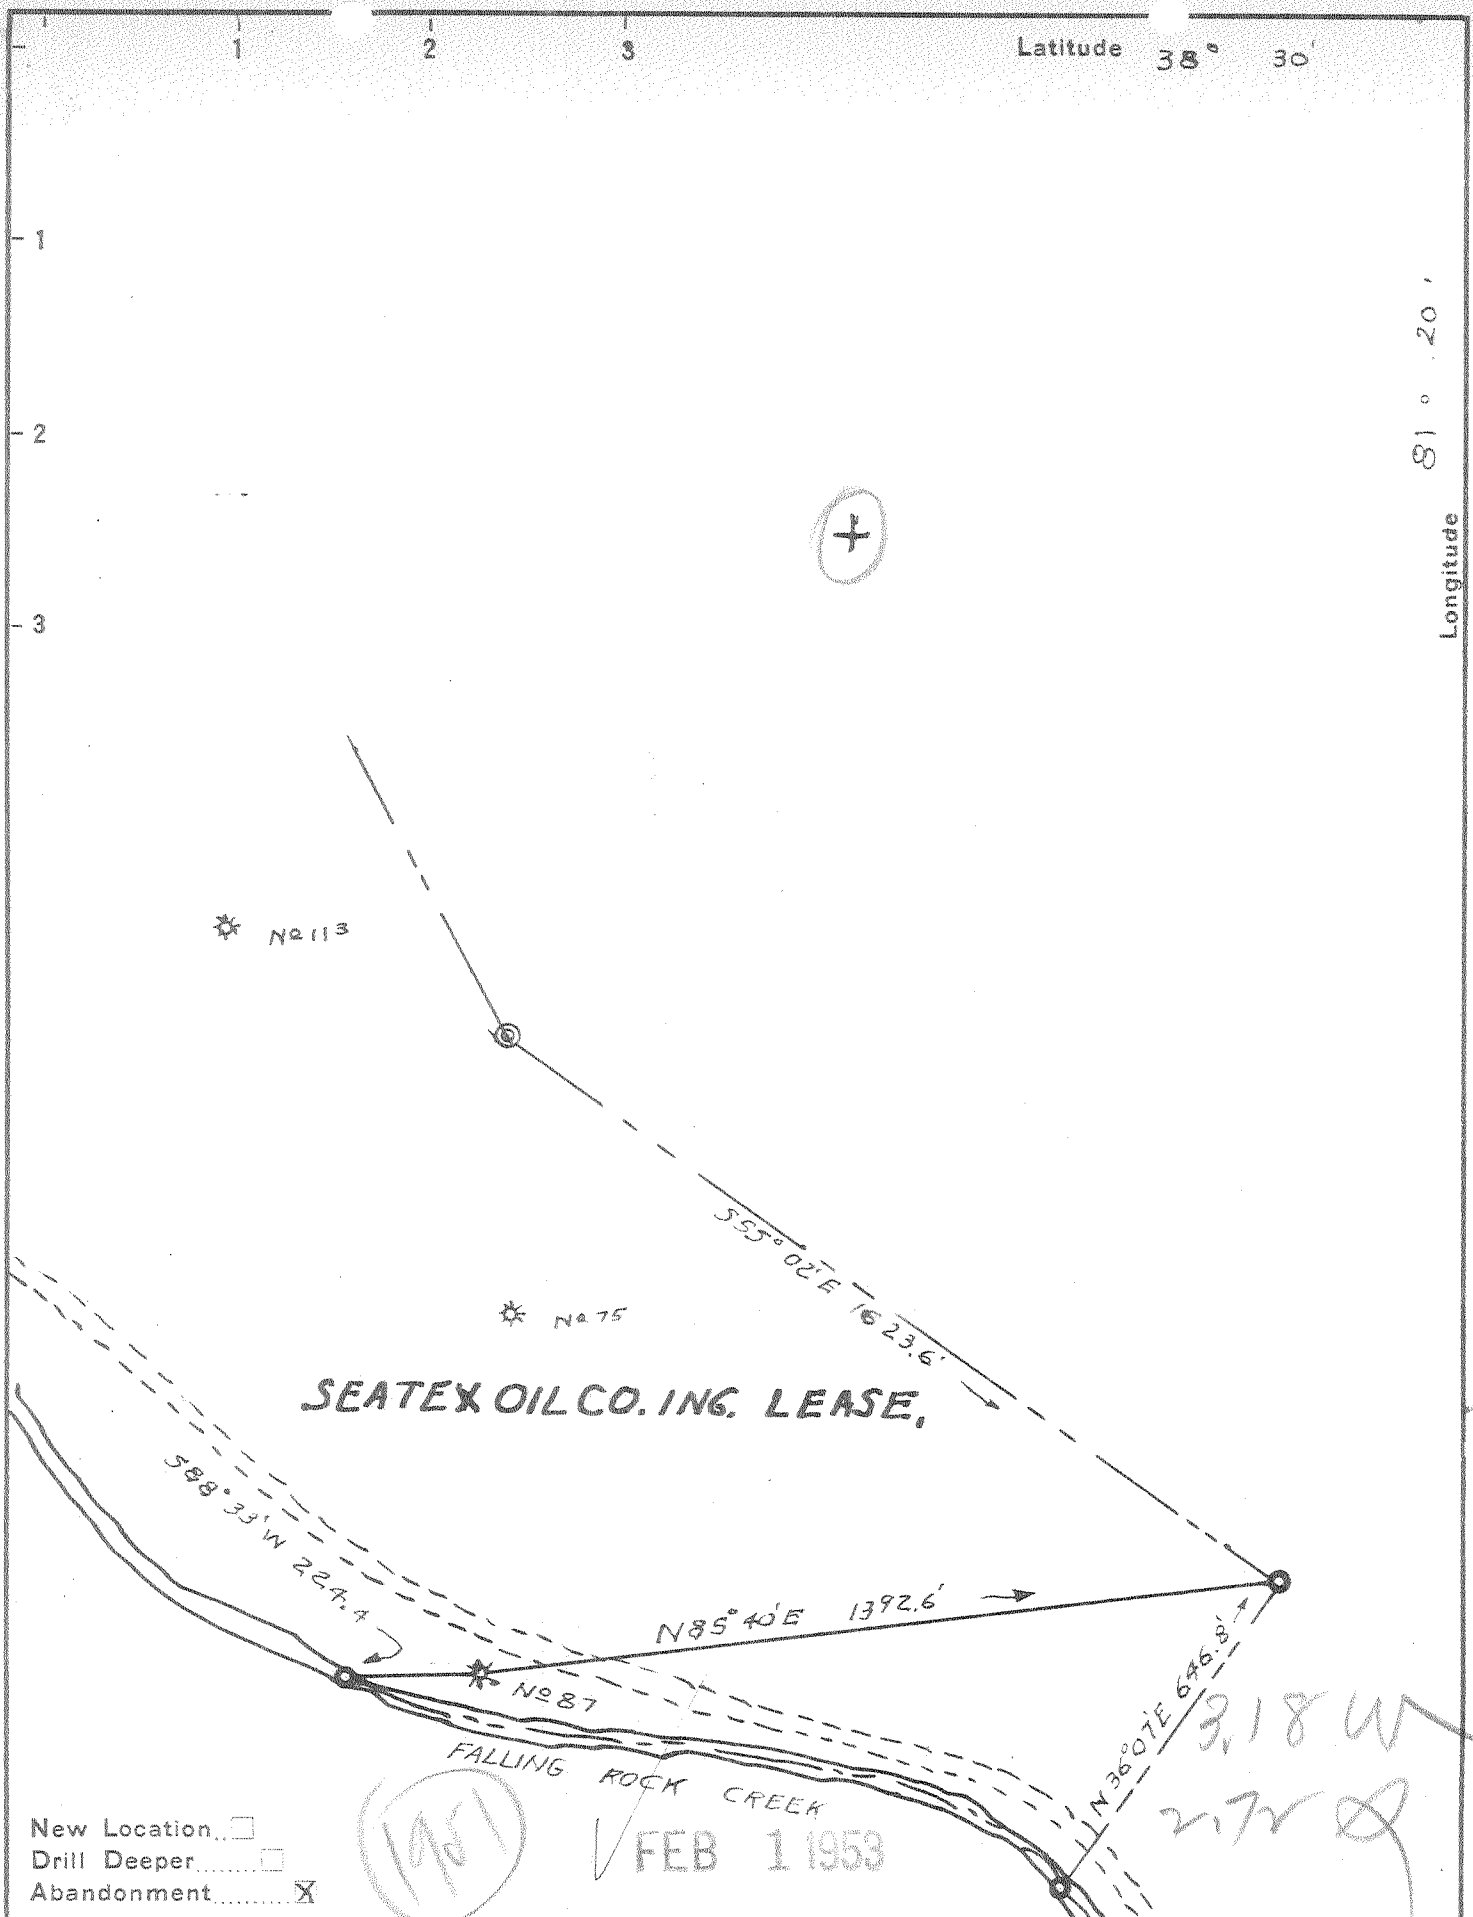 1 2 3 Latitude 38° 30'
1
2
3
81° 20'
Longitude
No 113
S55°02'E 1623.6'
No 75
SEATEX OIL CO. INC. LEASE.
S88°33'W 224.4
N85°40'E 1392.6'
No 87
N 36°07'E 646.8'
FALLING ROCK CREEK
3.18 W
New Location
Drill Deeper
Abandonment X
FEB 1 1953